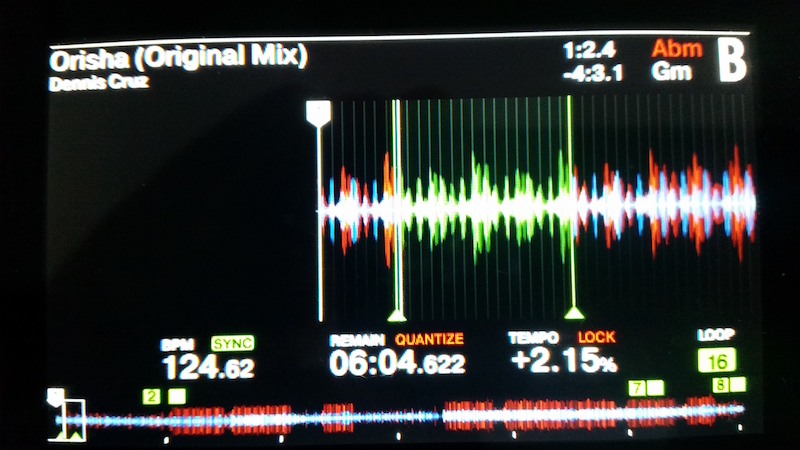 Orisha (Original Mix)
Dennis Cruz
1:2.4 Abm
-4:3.1 Gm
B
BPM SYNC
124.62
REMAIN QUANTIZE
06:04.622
TEMPO LOCK
+2.15%
LOOP
16
2
7
8